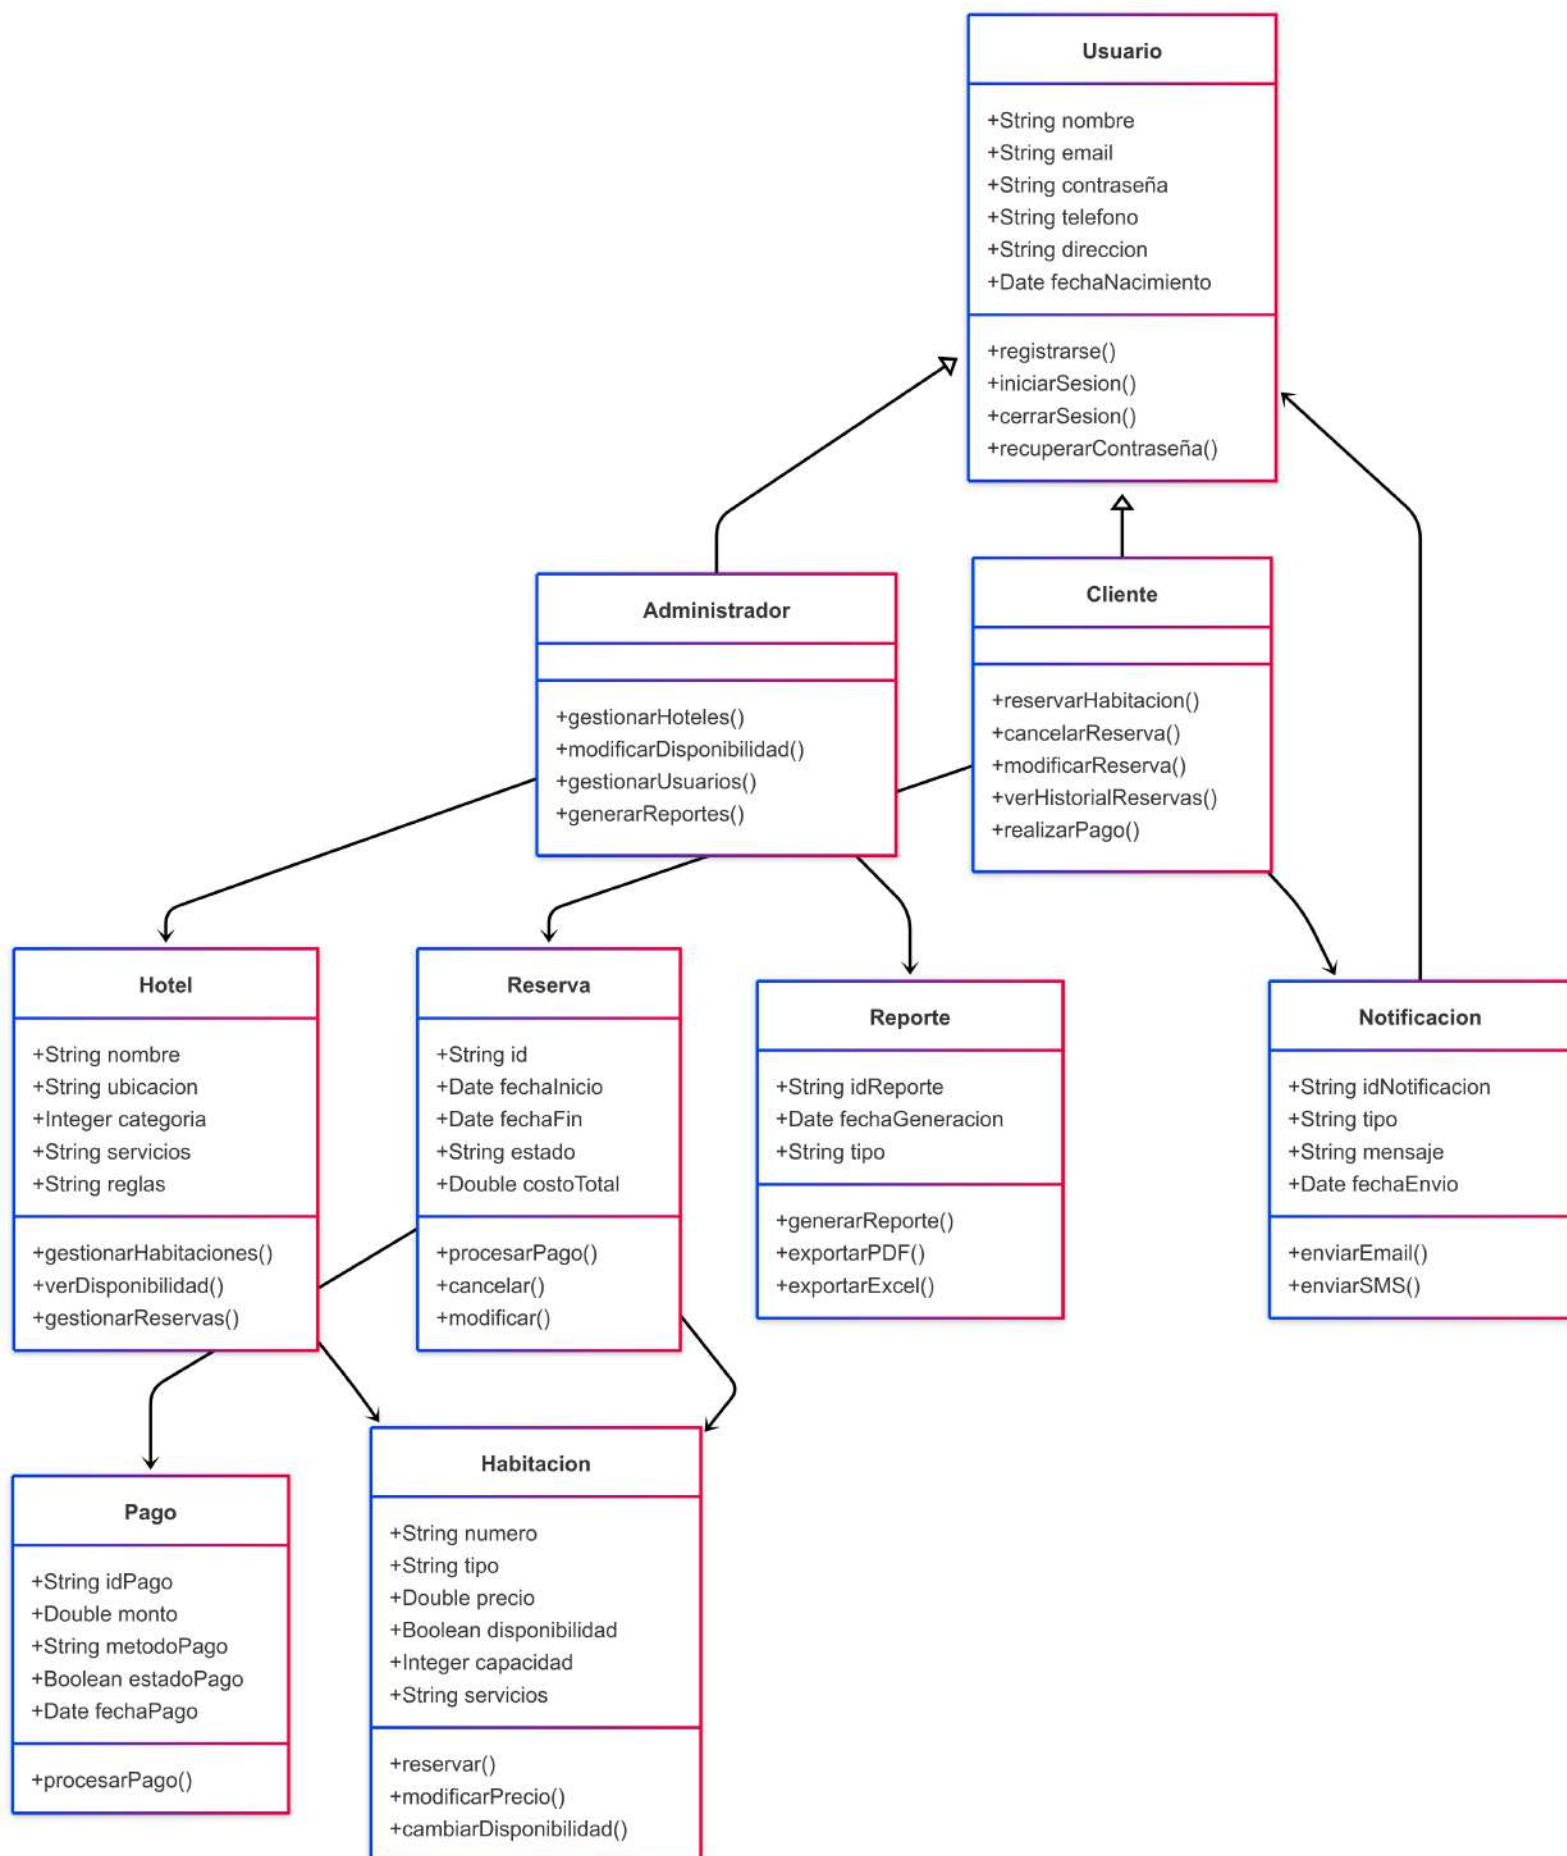 Usuario
+String nombre
+String email
+String contraseña
+String telefono
+String direccion
+Date fechaNacimiento
+registrarse()
+iniciarSesion()
+cerrarSesion()
+recuperarContraseña()
Administrador
+gestionarHoteles()
+modificarDisponibilidad()
+gestionarUsuarios()
+generarReportes()
Cliente
+reservarHabitacion()
+cancelarReserva()
+modificarReserva()
+verHistorialReservas()
+realizarPago()
Hotel
+String nombre
+String ubicacion
+Integer categoria
+String servicios
+String reglas
+gestionarHabitaciones()
+verDisponibilidad()
+gestionarReservas()
Reserva
+String id
+Date fechaInicio
+Date fechaFin
+String estado
+Double costoTotal
+procesarPago()
+cancelar()
+modificar()
Reporte
+String idReporte
+Date fechaGeneracion
+String tipo
+generarReporte()
+exportarPDF()
+exportarExcel()
Notificacion
+String idNotificacion
+String tipo
+String mensaje
+Date fechaEnvio
+enviarEmail()
+enviarSMS()
Pago
+String idPago
+Double monto
+String metodoPago
+Boolean estadoPago
+Date fechaPago
+procesarPago()
Habitacion
+String numero
+String tipo
+Double precio
+Boolean disponibilidad
+Integer capacidad
+String servicios
+reservar()
+modificarPrecio()
+cambiarDisponibilidad()